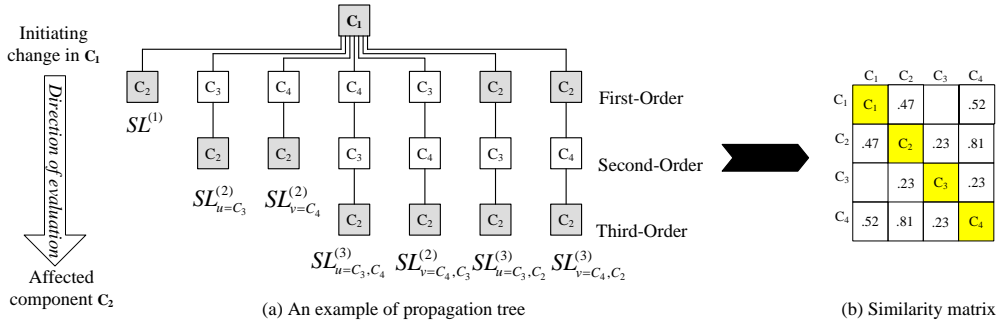 Initiating
change in C1
Direction of evaluation
Affected
component C2
C1
C2 C3 C4 C4 C3 C2 C2
First-Order
SL(1)
C2 C2 C3 C4 C3 C4
Second-Order
SL(2)u=C3 SL(2)v=C4
C2 C2 C2 C2
Third-Order
SL(3)u=C3,C4 SL(2)v=C4,C3 SL(3)u=C3,C2 SL(3)v=C4,C2
(a) An example of propagation tree
C1 C2 C3 C4
C1 C1 .47 .52
C2 .47 C2 .23 .81
C3 .23 C3 .23
C4 .52 .81 .23 C4
(b) Similarity matrix